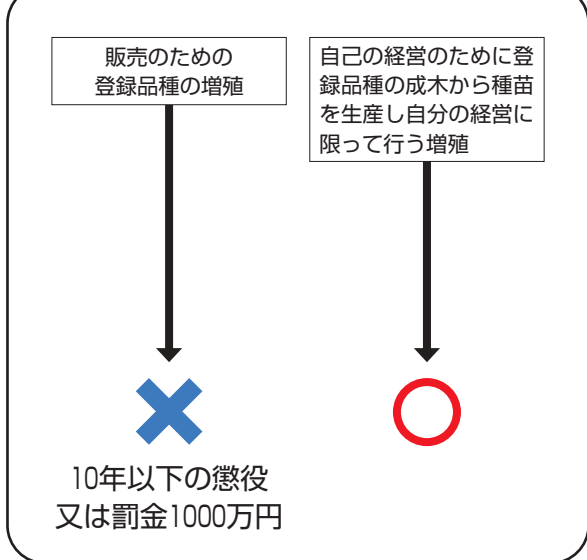 販売のための
登録品種の増殖
自己の経営のために登
録品種の成木から種苗
を生産し自分の経営に
限って行う増殖
10年以下の懲役
又は罰金1000万円